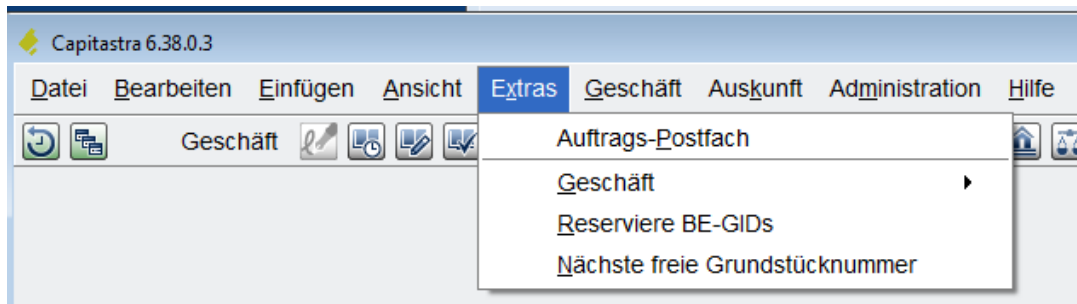 Capitastra 6.38.0.3
Datei Bearbeiten Einfügen Ansicht Extras Geschäft Auskunft Administration Hilfe
Geschäft
Auftrags-Postfach
Geschäft
Reserviere BE-GIDs
Nächste freie Grundstücknummer